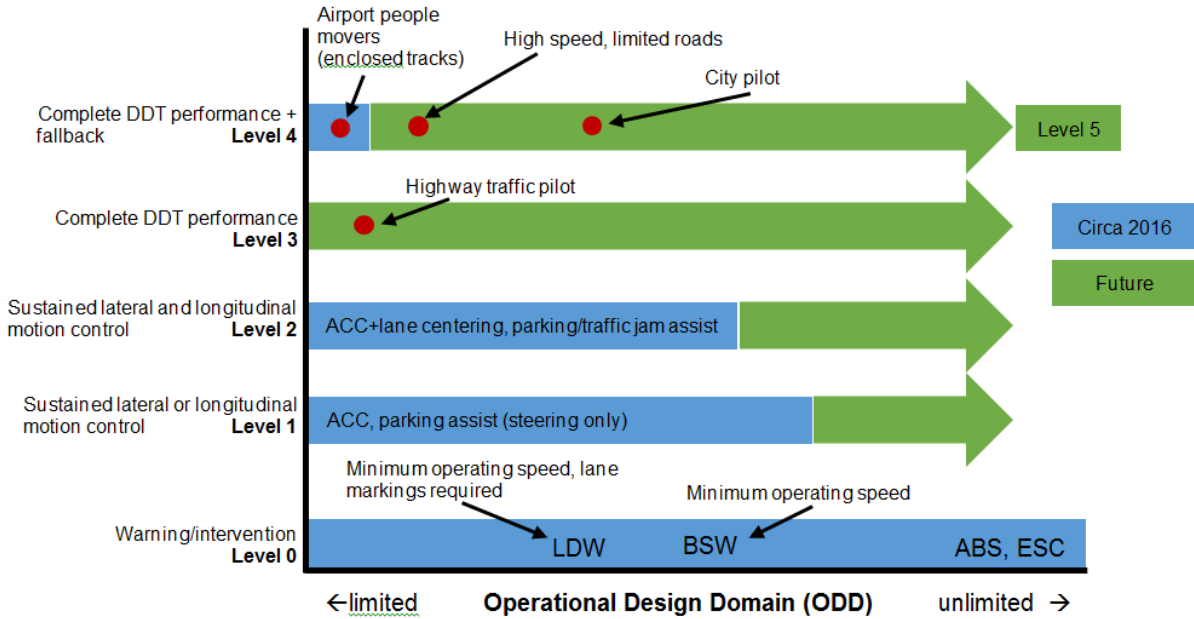 Airport people
movers
(enclosed tracks)
High speed, limited roads
City pilot
Complete DDT performance +
fallback
Level 4
Level 5
Highway traffic pilot
Complete DDT performance
Level 3
Circa 2016
Future
Sustained lateral and longitudinal
motion control
Level 2
ACC+lane centering, parking/traffic jam assist
Sustained lateral or longitudinal
motion control
Level 1
ACC, parking assist (steering only)
Minimum operating speed, lane
markings required
Minimum operating speed
Warning/intervention
Level 0
LDW
BSW
ABS, ESC
←limited
Operational Design Domain (ODD)
unlimited →